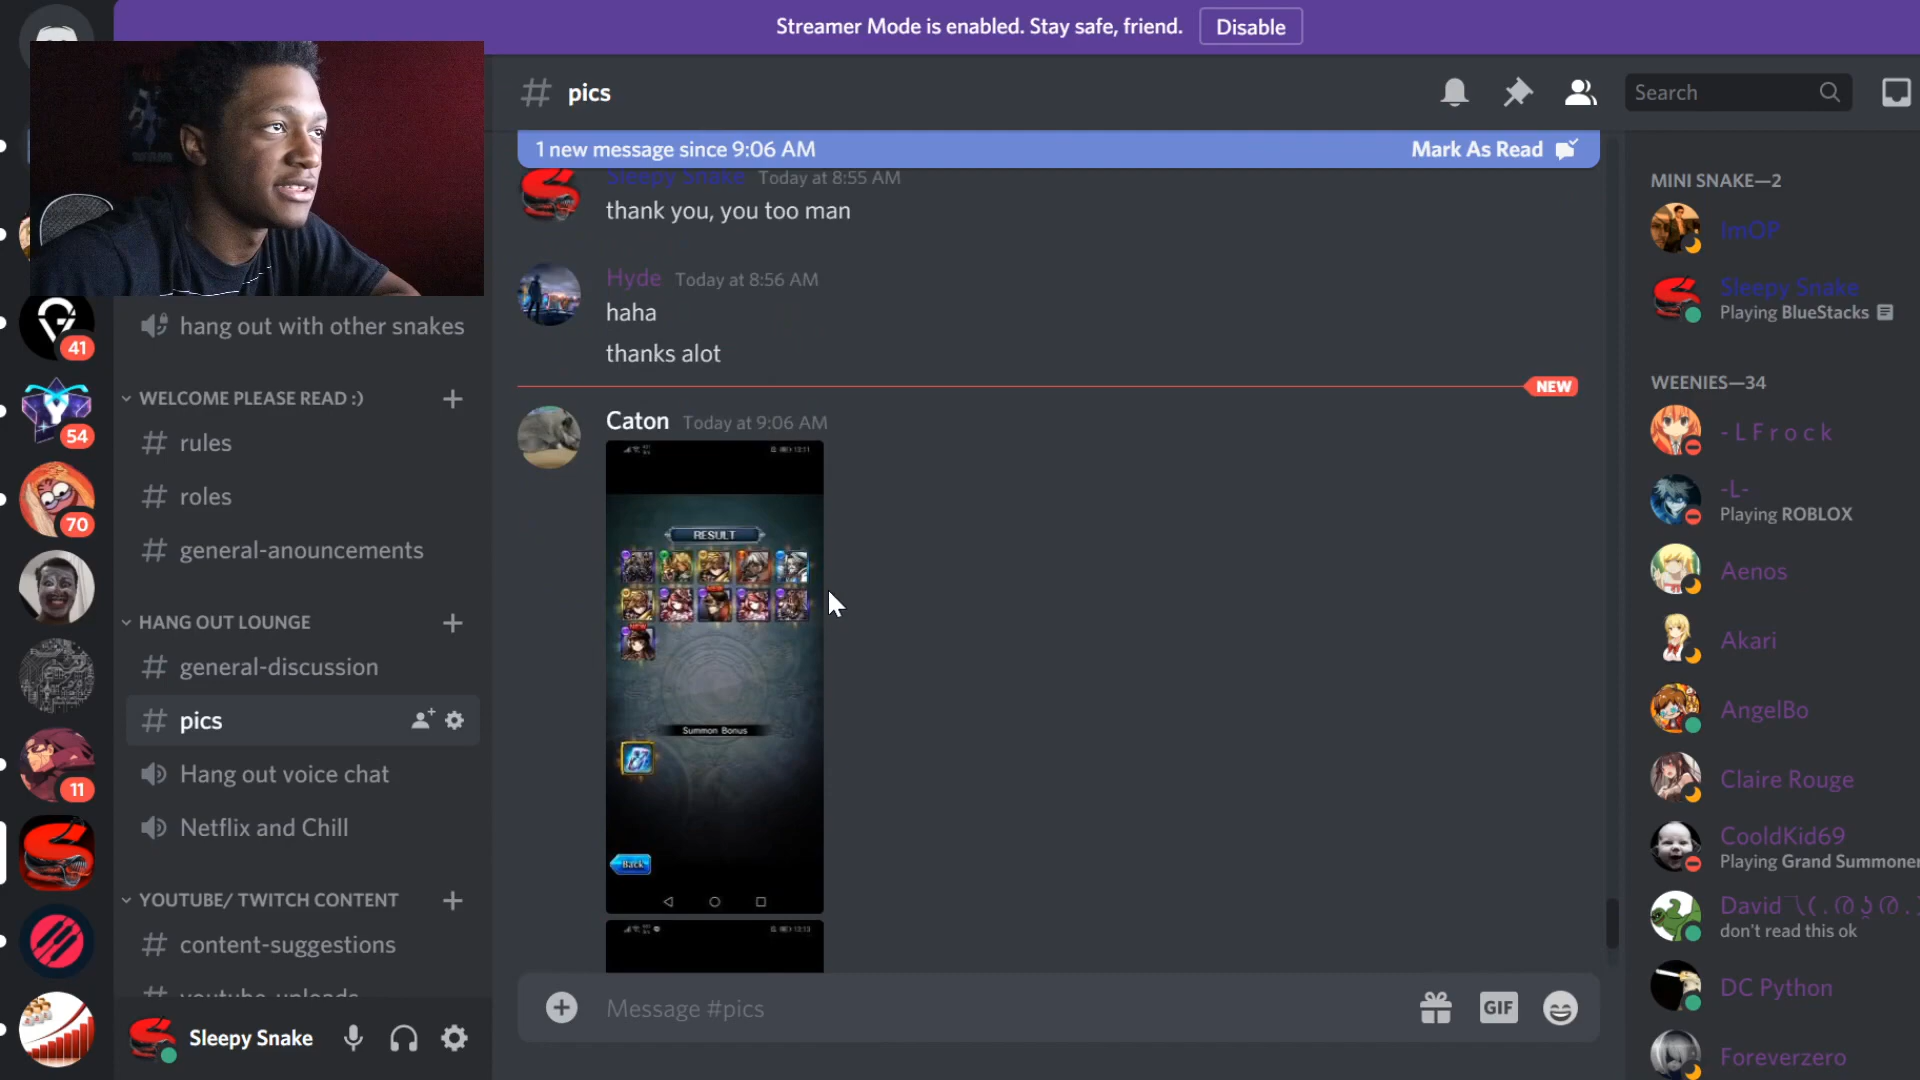 Streamer Mode is enabled. Stay safe, friend.
Disable
pics
Search
1 new message since 9:06 AM
Mark As Read
Sleepy Snake Today at 8:55 AM
thank you, you too man
Hyde Today at 8:56 AM
haha
thanks alot
NEW
Caton Today at 9:06 AM
RESULT
Summon Bonus
Back
Message #pics
GIF
41
54
70
11
hang out with other snakes
WELCOME PLEASE READ :)
rules
roles
general-anouncements
HANG OUT LOUNGE
general-discussion
pics
Hang out voice chat
Netflix and Chill
YOUTUBE/ TWITCH CONTENT
content-suggestions
youtube-uploads
Sleepy Snake
MINI SNAKE—2
ImOP
Sleepy Snake
Playing BlueStacks
WEENIES—34
- L F r o c k
-L-
Playing ROBLOX
Aenos
Akari
AngelBo
Claire Rouge
CooldKid69
Playing Grand Summoner
David
don't read this ok
DC Python
Foreverzero